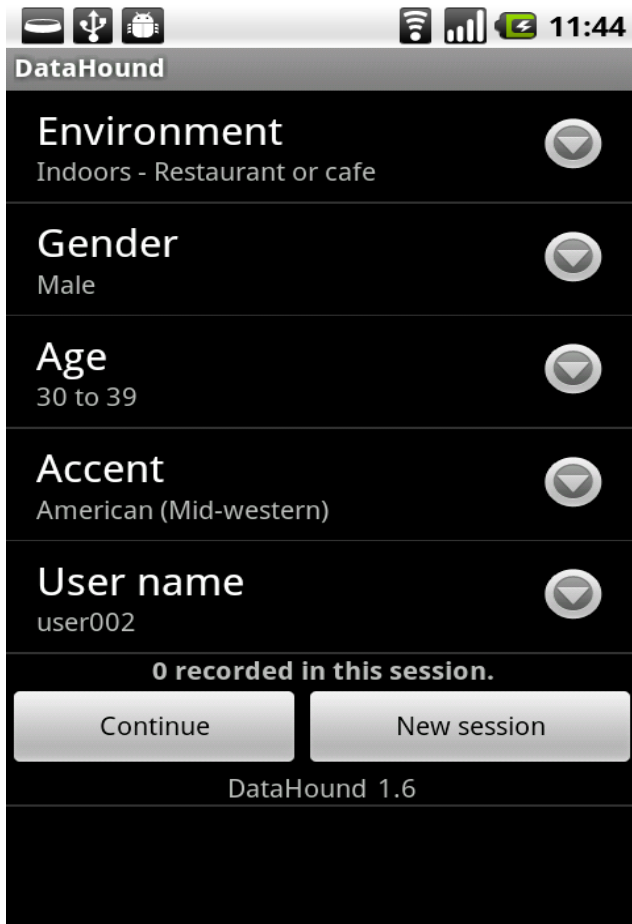 11:44
DataHound
Environment
Indoors - Restaurant or cafe
Gender
Male
Age
30 to 39
Accent
American (Mid-western)
User name
user002
0 recorded in this session.
Continue New session
DataHound 1.6